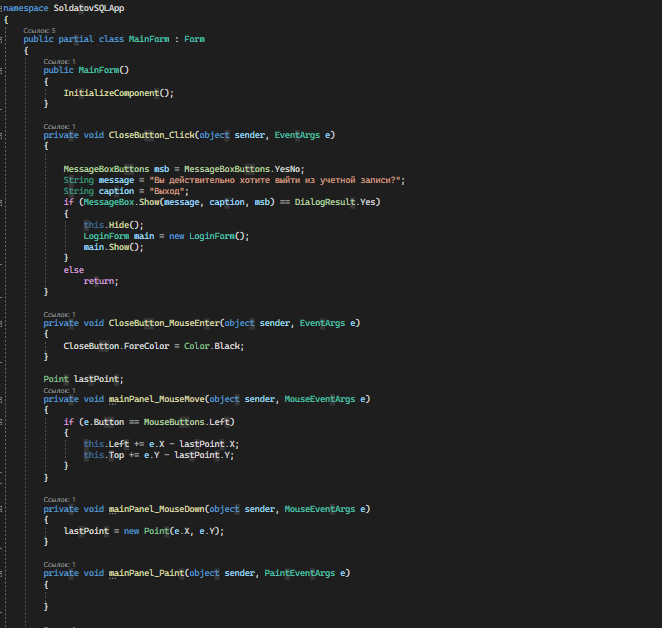 namespace SoldatovSQLApp
{
Ссылок: 5
public partial class MainForm : Form
{
Ссылок: 1
public MainForm()
{
InitializeComponent();
}
Ссылок: 1
private void CloseButton_Click(object sender, EventArgs e)
{
MessageBoxButtons msb = MessageBoxButtons.YesNo;
String message = "Вы действительно хотите выйти из учетной записи?";
String caption = "Выход";
if (MessageBox.Show(message, caption, msb) == DialogResult.Yes)
{
this.Hide();
LoginForm main = new LoginForm();
main.Show();
}
else
return;
}
Ссылок: 1
private void CloseButton_MouseEnter(object sender, EventArgs e)
{
CloseButton.ForeColor = Color.Black;
}
Point lastPoint;
Ссылок: 1
private void mainPanel_MouseMove(object sender, MouseEventArgs e)
{
if (e.Button == MouseButtons.Left)
{
this.Left += e.X - lastPoint.X;
this.Top += e.Y - lastPoint.Y;
}
}
Ссылок: 1
private void mainPanel_MouseDown(object sender, MouseEventArgs e)
{
lastPoint = new Point(e.X, e.Y);
}
Ссылок: 1
private void mainPanel_Paint(object sender, PaintEventArgs e)
{
}